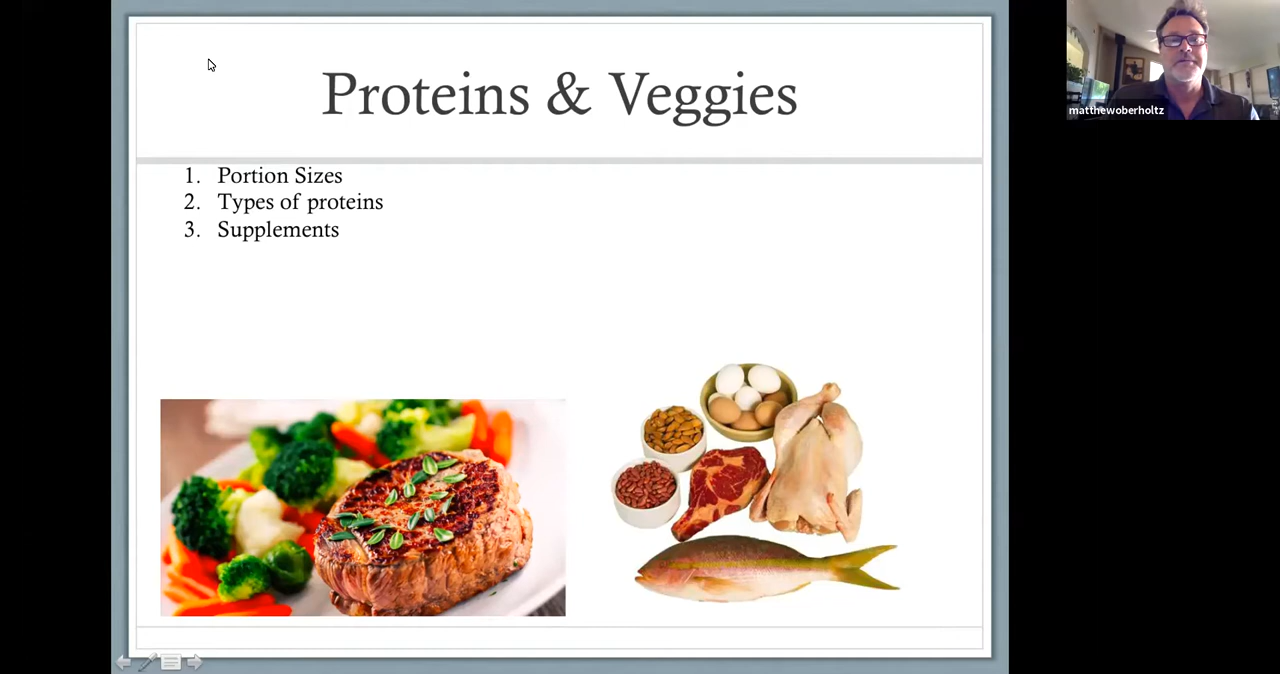 Proteins & Veggies
1. Portion Sizes
2. Types of proteins
3. Supplements
matthewoberholtz